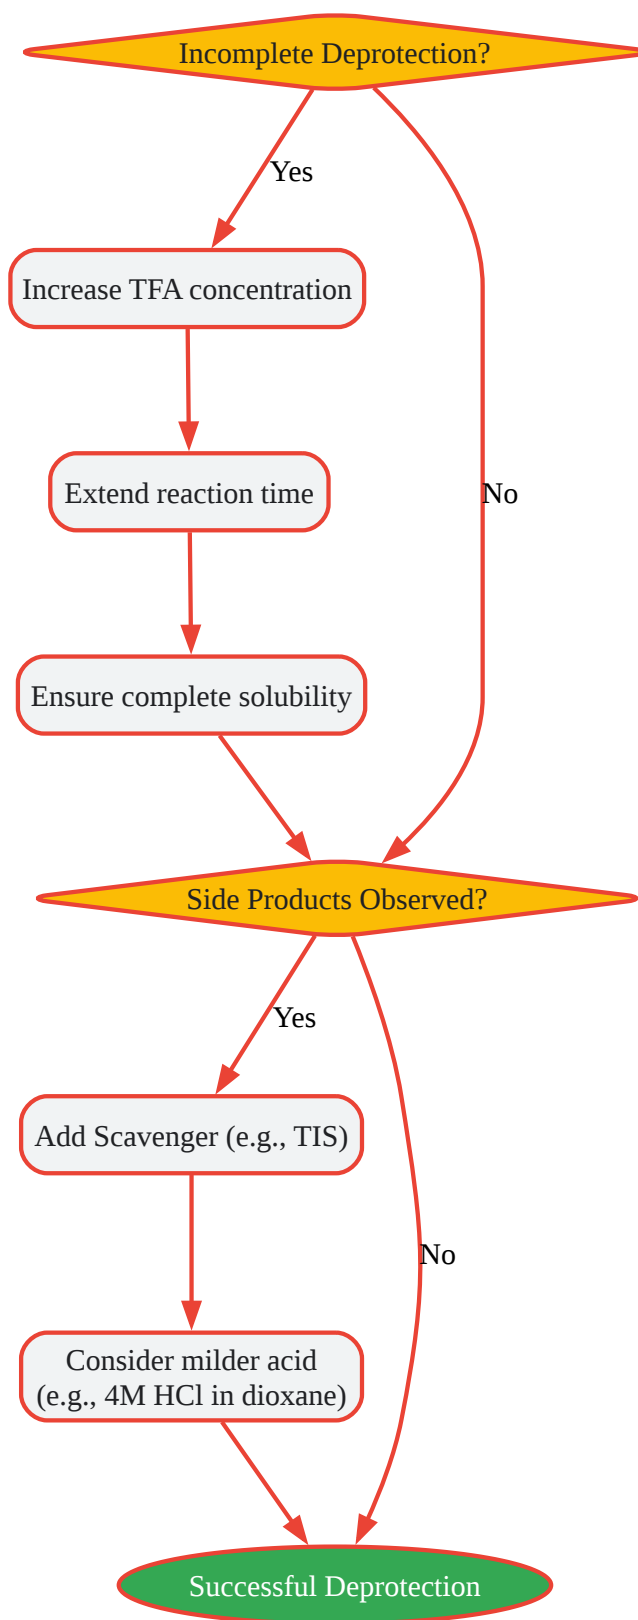 Incomplete Deprotection?
Yes
Increase TFA concentration
Extend reaction time
No
Ensure complete solubility
Side Products Observed?
Yes
Add Scavenger (e.g., TIS)
No
Consider milder acid
(e.g., 4M HCl in dioxane)
Successful Deprotection